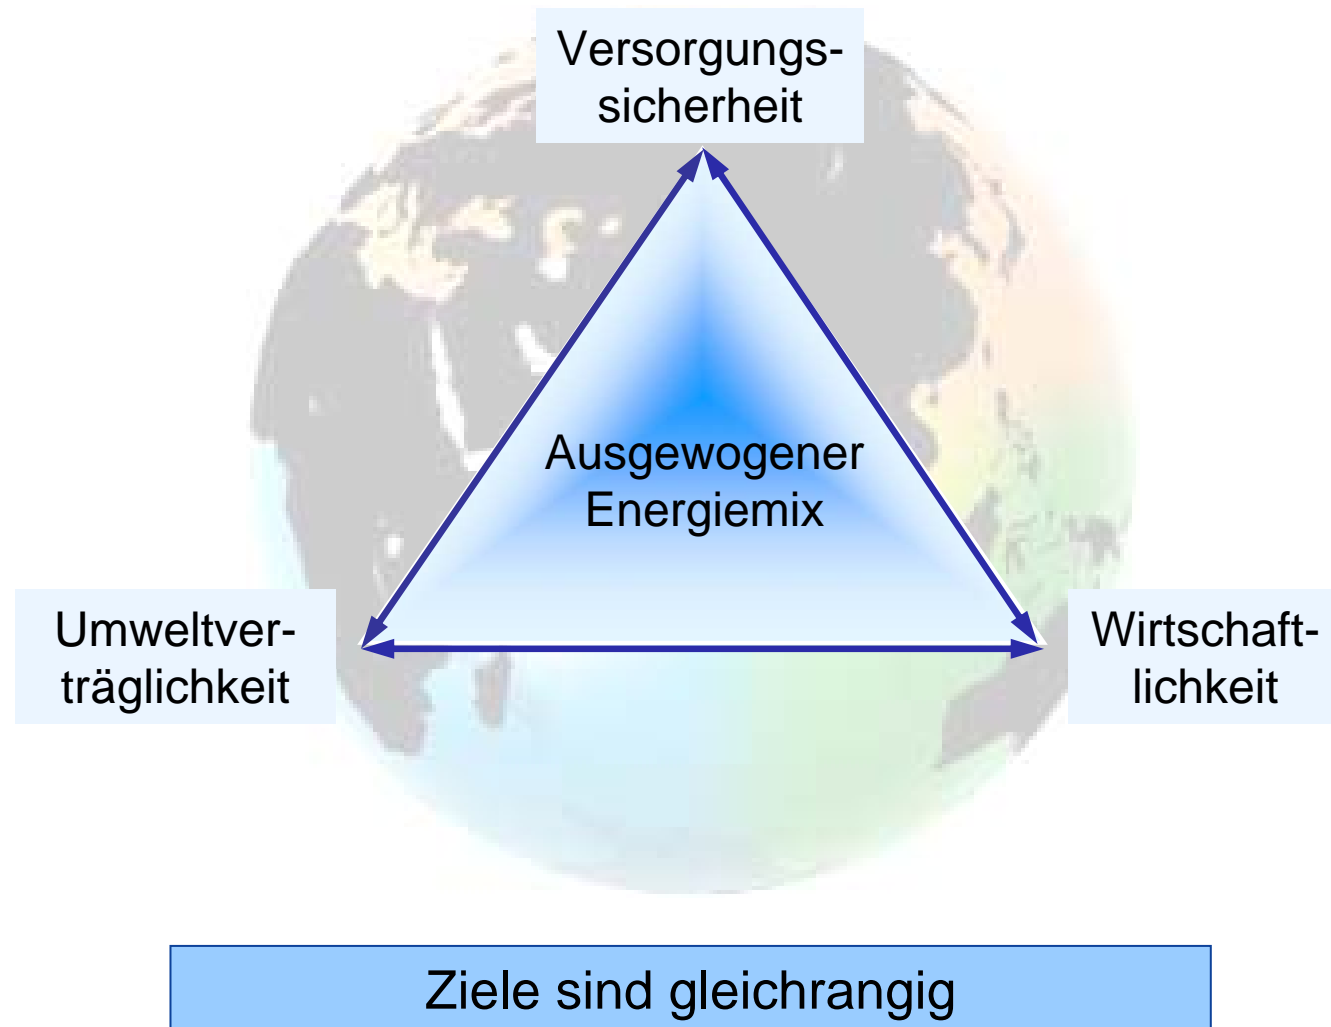 Versorgungs-
sicherheit
Ausgewogener
Energiemix
Umweltver-
träglichkeit
Wirtschaft-
lichkeit
Ziele sind gleichrangig